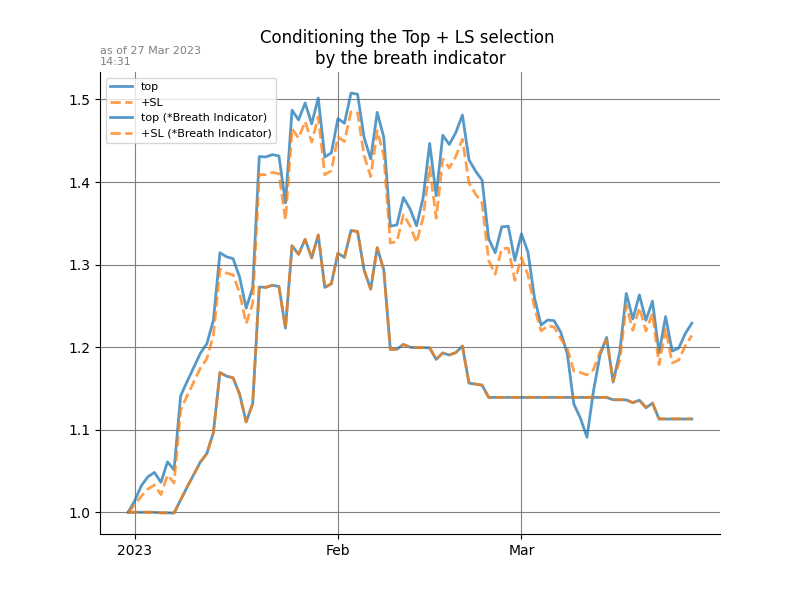 Conditioning the Top + LS selection
by the breath indicator
as of 27 Mar 2023
14:31
top
+SL
top (*Breath Indicator)
+SL (*Breath Indicator)
1.5
1.4
1.3
1.2
1.1
1.0
2023
Feb
Mar